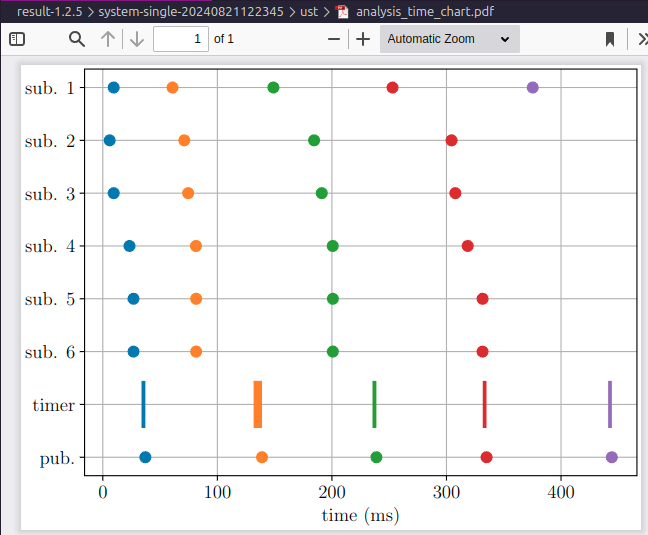 result-1.2.5 > system-single-20240821122345 > ust > analysis_time_chart.pdf
1 of 1 Automatic Zoom
sub. 1
sub. 2
sub. 3
sub. 4
sub. 5
sub. 6
timer
pub.
0 100 200 300 400
time (ms)